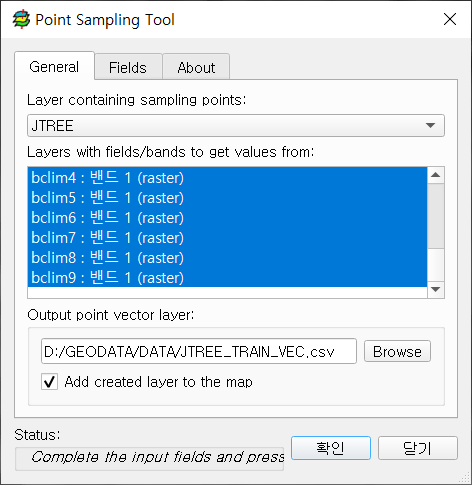 Point Sampling Tool
General Fields About
Layer containing sampling points:
JTREE
Layers with fields/bands to get values from:
bclim4 : 밴드 1 (raster)
bclim5 : 밴드 1 (raster)
bclim6 : 밴드 1 (raster)
bclim7 : 밴드 1 (raster)
bclim8 : 밴드 1 (raster)
bclim9 : 밴드 1 (raster)
Output point vector layer:
D:/GEODATA/DATA/JTREE_TRAIN_VEC.csv Browse
Add created layer to the map
Status:
Complete the input fields and press 확인 닫기